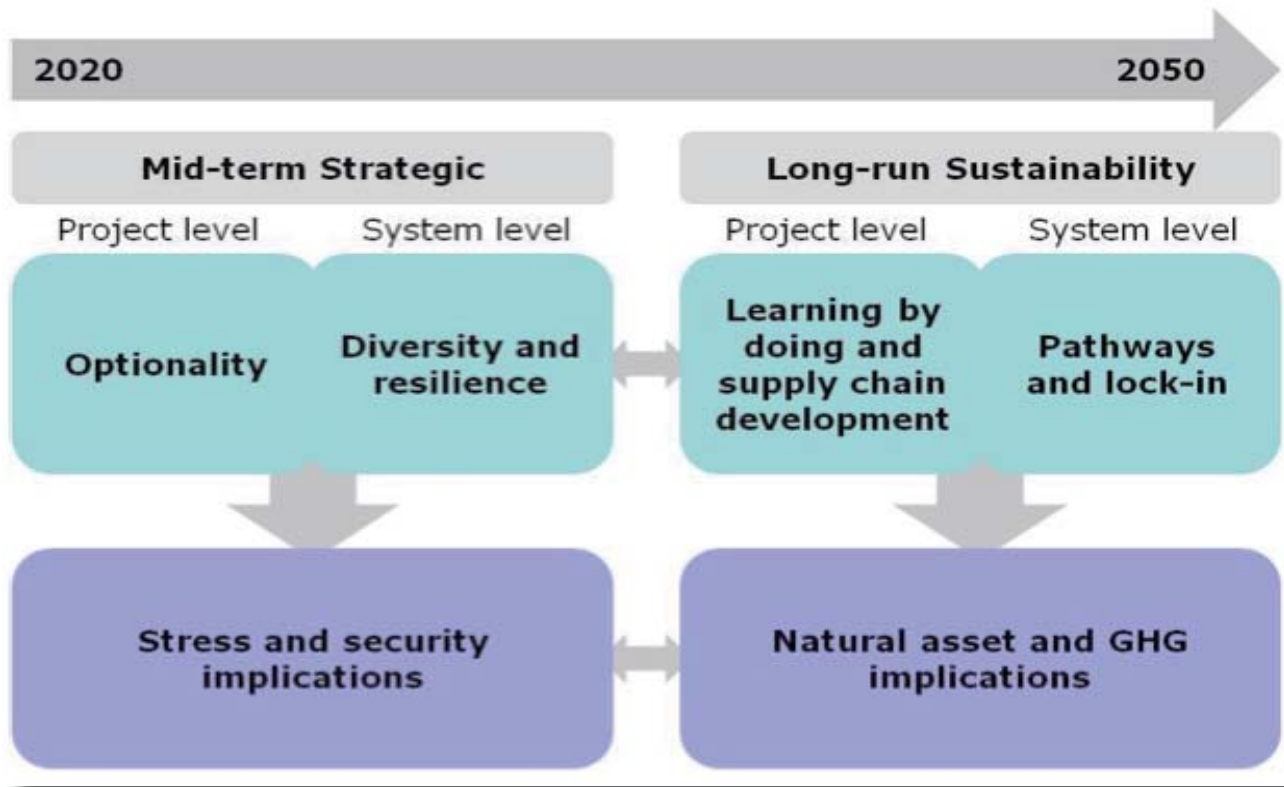 2020
2050
Mid-term Strategic
Long-run Sustainability
Project level
System level
Project level
System level
Optionality
Diversity and
resilience
Learning by
doing and
supply chain
development
Pathways
and lock-in
Stress and security
implications
Natural asset and GHG
implications